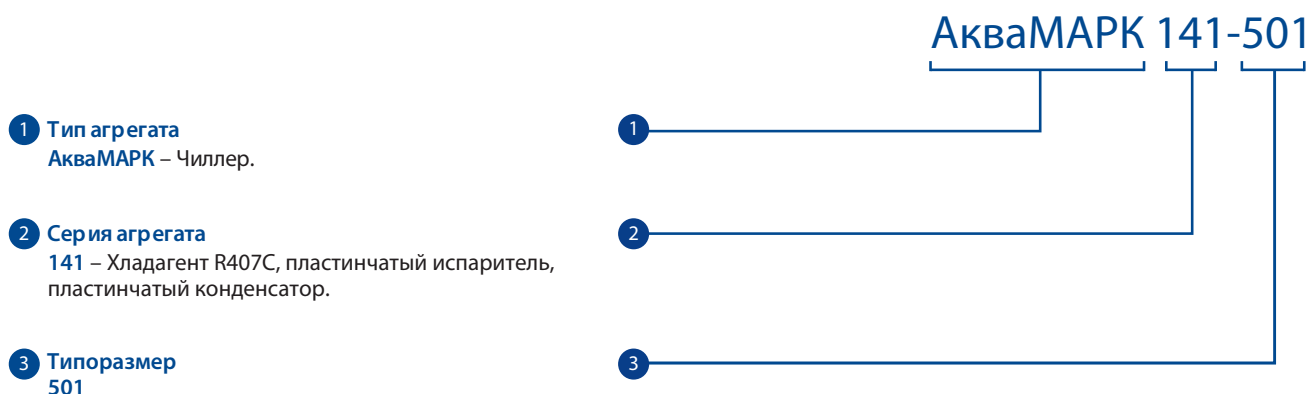 АкваМАРК 141-501
1 Тип агрегата
АкваМАРК – Чиллер.
1
2 Серия агрегата
141 – Хладагент R407C, пластинчатый испаритель,
пластинчатый конденсатор.
2
3 Типоразмер
501
3